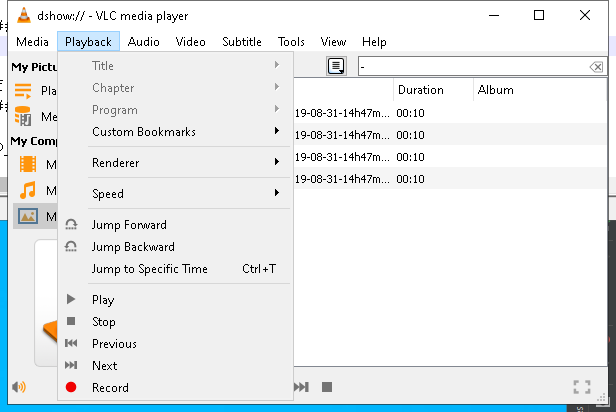 dshow:// - VLC media player
Media Playback Audio Video Subtitle Tools View Help
My Pictu
Title
-
Pla
Chapter
Duration Album
Me
Program
19-08-31-14h47m... 00:10
My Comp
Custom Bookmarks
19-08-31-14h47m... 00:10
M
Renderer
19-08-31-14h47m... 00:10
M
Speed
19-08-31-14h47m... 00:10
M
Jump Forward
Jump Backward
Jump to Specific Time Ctrl+T
Play
Stop
Previous
Next
Record